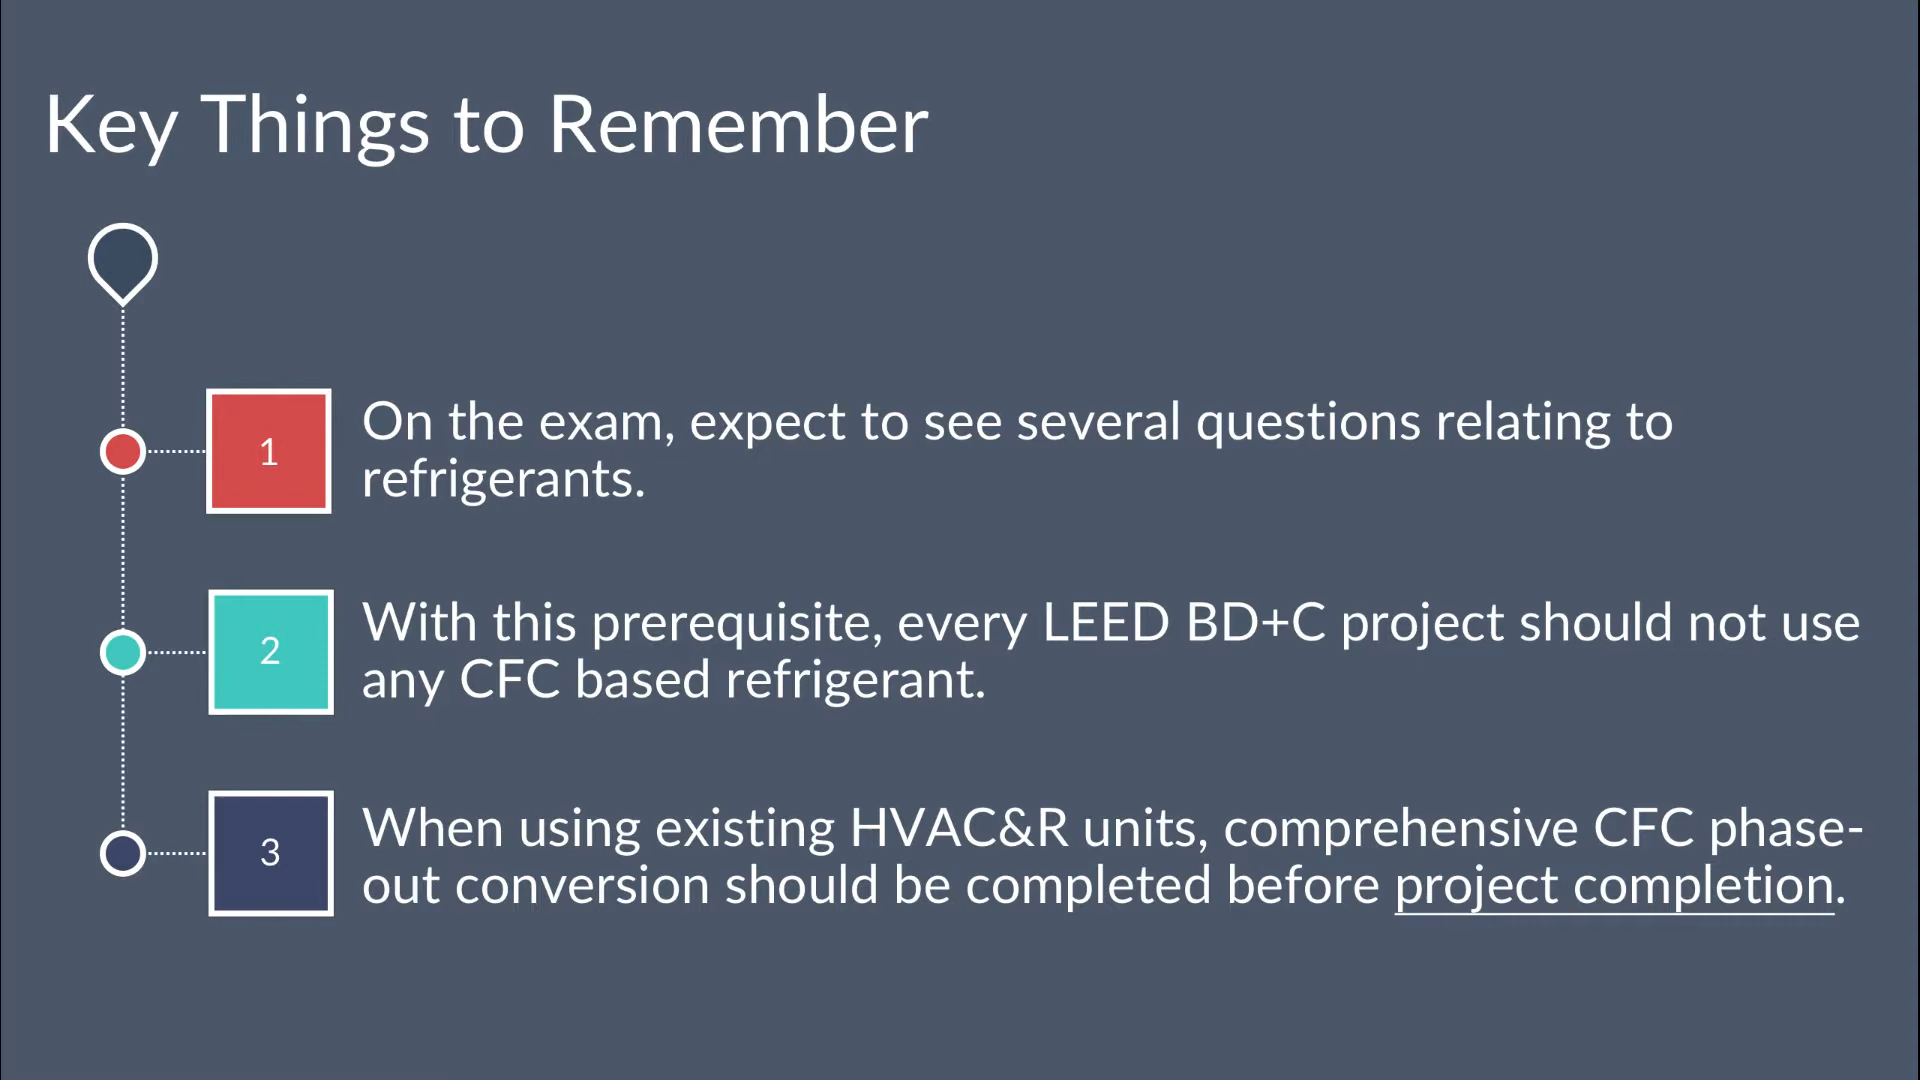 Key Things to Remember
1
On the exam, expect to see several questions relating to
refrigerants.
2
With this prerequisite, every LEED BD+C project should not use
any CFC based refrigerant.
3
When using existing HVAC&R units, comprehensive CFC phase-
out conversion should be completed before project completion.